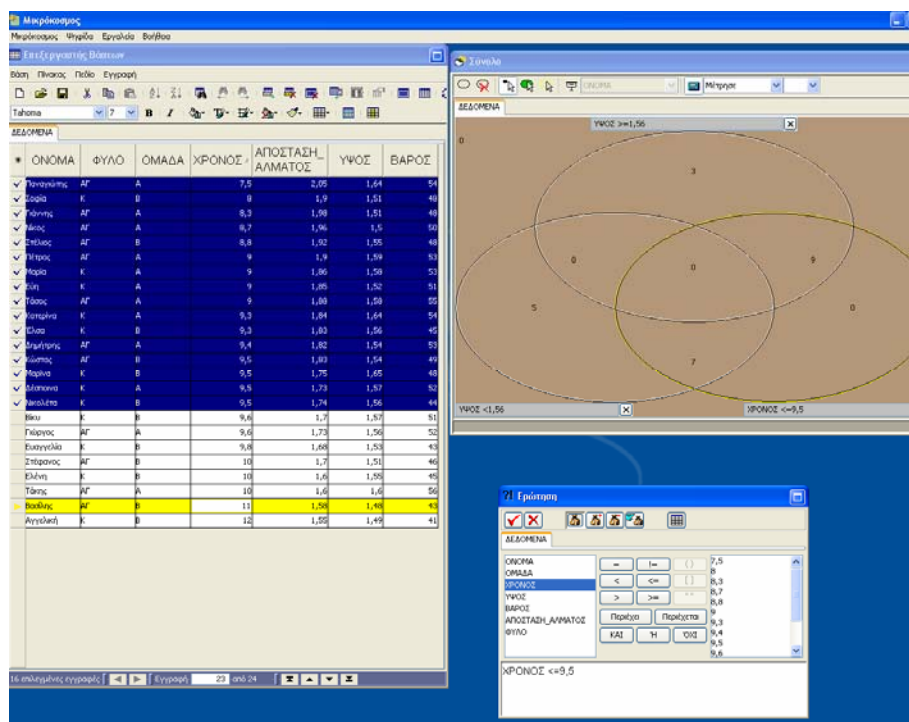 Μικρόκοσμος
Μικρόκοσμος Ψηφίδα Εργαλεία Βοήθεια
Επεξεργαστής Βάσεων
Βάση Πίνακας Πεδίο Εγγραφή
Tahoma 7 B I
ΔΕΔΟΜΕΝΑ
ΟΝΟΜΑ ΦΥΛΟ ΟΜΑΔΑ ΧΡΟΝΟΣ ΑΠΟΣΤΑΣΗ_ΑΛΜΑΤΟΣ ΥΨΟΣ ΒΑΡΟΣ
Παναγιώτης ΑΓ Α 7,5 2,05 1,64 54
Σοφία Κ Β 8 1,9 1,51 48
Γιάννης ΑΓ Α 8,3 1,98 1,51 48
Νίκος ΑΓ Α 8,7 1,96 1,5 50
Στέλιος ΑΓ Β 8,8 1,92 1,55 48
Πέτρος ΑΓ Α 9 1,9 1,59 53
Μαρία Κ Α 9 1,86 1,58 53
Εύη Κ Α 9 1,85 1,52 51
Τάσος ΑΓ Α 9 1,88 1,58 55
Κατερίνα Κ Α 9,3 1,84 1,64 54
Έλσα Κ Β 9,3 1,83 1,56 45
Δημήτρης ΑΓ Α 9,4 1,82 1,54 53
Κώστας ΑΓ Β 9,5 1,83 1,54 49
Μαρίνα Κ Β 9,5 1,75 1,65 48
Δέσποινα Κ Α 9,5 1,73 1,57 52
Νικολέτα Κ Β 9,5 1,74 1,56 44
Βίκυ Κ Β 9,6 1,7 1,57 51
Γιώργος ΑΓ Α 9,6 1,73 1,56 52
Ευαγγελία Κ Β 9,8 1,68 1,53 43
Στέφανος ΑΓ Β 10 1,7 1,51 46
Ελένη Κ Β 10 1,6 1,55 45
Τάκης ΑΓ Α 10 1,6 1,6 56
Βασίλης ΑΓ Β 11 1,58 1,48 43
Αγγελική Κ Β 12 1,55 1,49 41
16 επιλεγμένες εγγραφές Εγγραφή 23 από 24
Σύνολο
ΟΝΟΜΑ Μέτρησε
ΔΕΔΟΜΕΝΑ
ΥΨΟΣ >=1,56
0
3
0 0 9
5 0
7
ΥΨΟΣ <1,56 ΧΡΟΝΟΣ <=9,5
Ερώτηση
ΔΕΔΟΜΕΝΑ
ΟΝΟΜΑ
ΟΜΑΔΑ
ΧΡΟΝΟΣ
ΥΨΟΣ
ΒΑΡΟΣ
ΑΠΟΣΤΑΣΗ_ΑΛΜΑΤΟΣ
ΦΥΛΟ
= != ()
< <= []
> >= ""
Περιέχει Περιέχεται
ΚΑΙ Ή ΌΧΙ
7,5
8
8,3
8,7
8,8
9
9,3
9,4
9,5
9,6
ΧΡΟΝΟΣ <=9,5